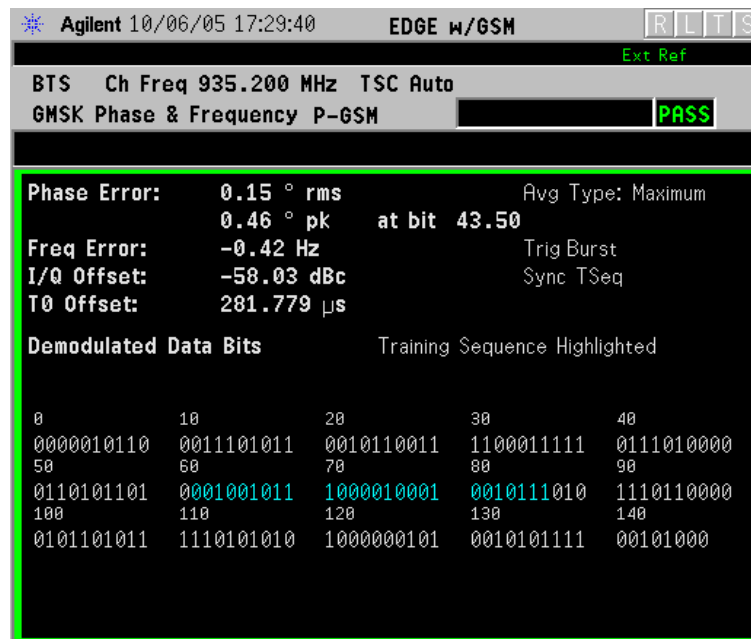 Agilent 10/06/05 17:29:40 EDGE w/GSM R L T S
Ext Ref
BTS Ch Freq 935.200 MHz TSC Auto
GMSK Phase & Frequency P-GSM PASS
Phase Error: 0.15 ° rms Avg Type: Maximum
0.46 ° pk at bit 43.50
Freq Error: -0.42 Hz Trig Burst
I/Q Offset: -58.03 dBc Sync TSeq
T0 Offset: 281.779 µs
Demodulated Data Bits Training Sequence Highlighted
0 10 20 30 40
0000010110 0011101011 0010110011 1100011111 0111010000
50 60 70 80 90
0110101101 0001001011 1000010001 0010111010 1110110000
100 110 120 130 140
0101101011 1110101010 1000000101 0010101111 00101000